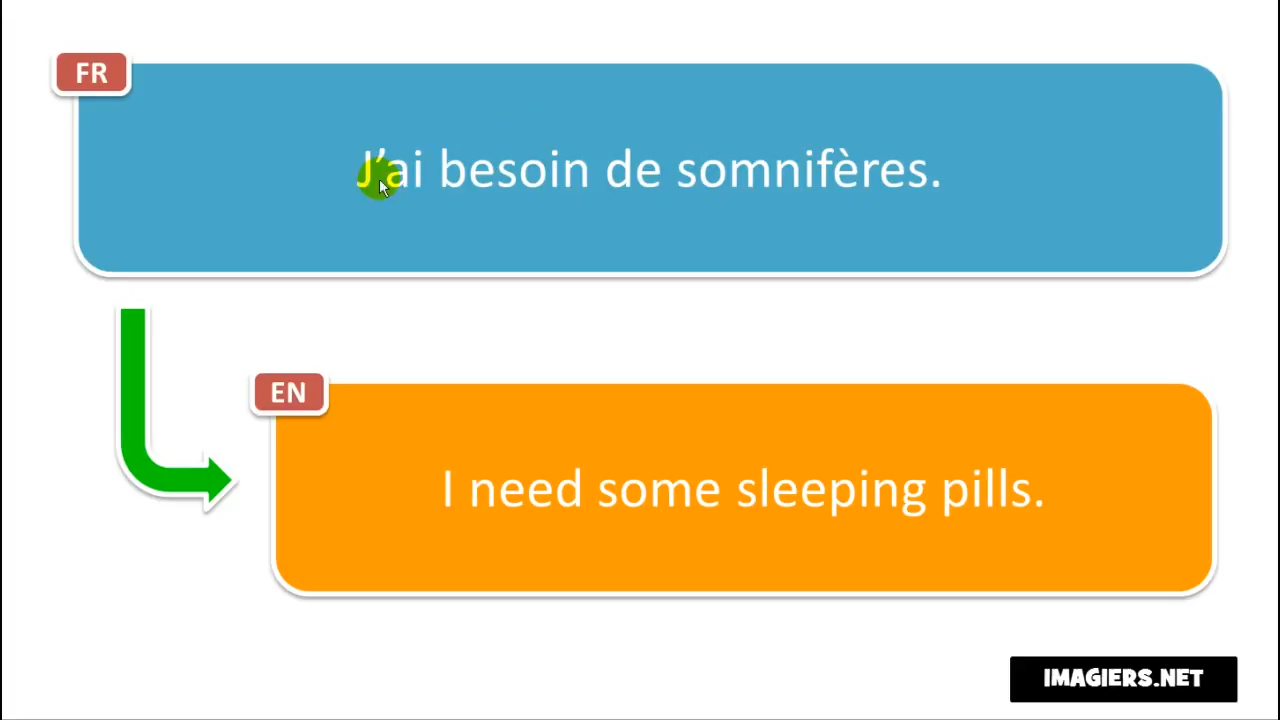 FR
J’ai besoin de somnifères.
EN
I need some sleeping pills.
IMAGIERS.NET